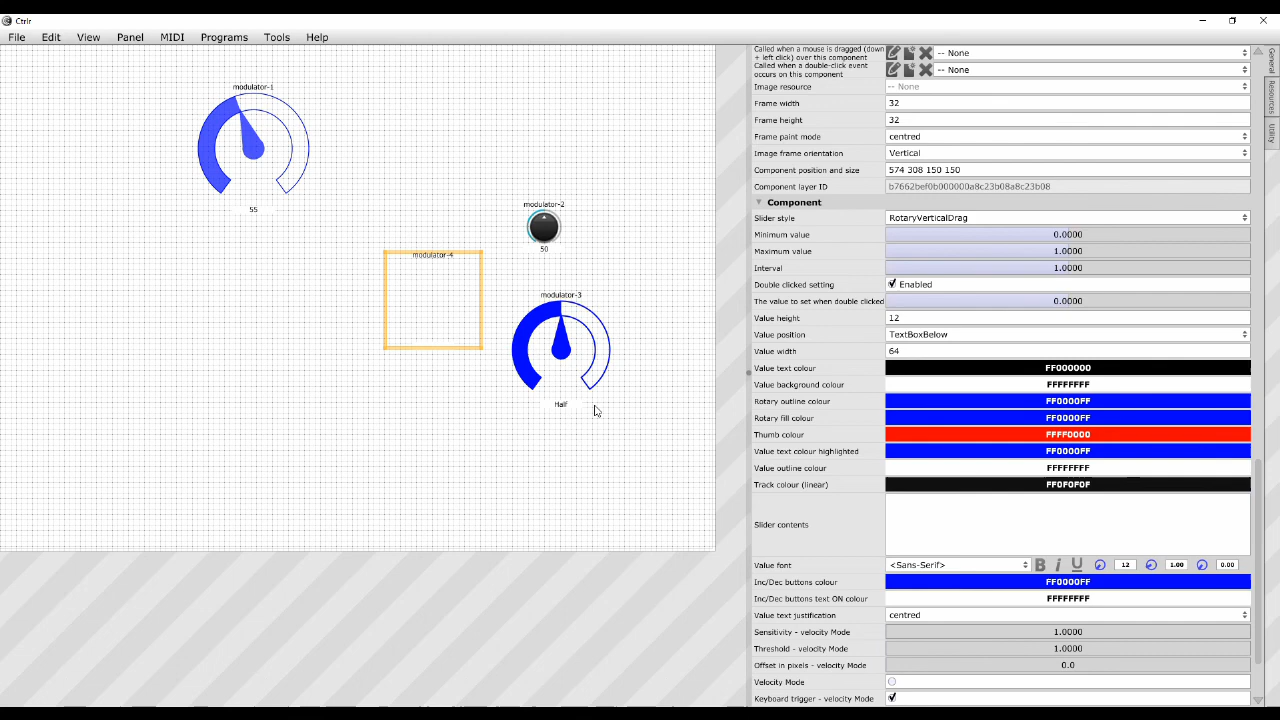 Ctrlr
File Edit View Panel MIDI Programs Tools Help
modulator-1
55
modulator-2
50
modulator-4
modulator-3
Half
Called when a mouse is dragged (down + left click) over this component -- None
Called when a double-click event occurs on this component -- None
Image resource -- None
Frame width 32
Frame height 32
Frame paint mode centred
Image frame orientation Vertical
Component position and size 574 308 150 150
Component layer ID b7662bef0b000000a8c23b08a8c23b08
Component
Slider style RotaryVerticalDrag
Minimum value 0.0000
Maximum value 1.0000
Interval 1.0000
Double clicked setting Enabled
The value to set when double clicked 0.0000
Value height 12
Value position TextBoxBelow
Value width 64
Value text colour FF000000
Value background colour FFFFFFFF
Rotary outline colour FF0000FF
Rotary fill colour FF0000FF
Thumb colour FFFF0000
Value text colour highlighted FF0000FF
Value outline colour FFFFFFFF
Track colour (linear) FF0F0F0F
Slider contents
Value font <Sans-Serif> B i U 12 1.00 0.00
Inc/Dec buttons colour FF0000FF
Inc/Dec buttons text ON colour FFFFFFFF
Value text justification centred
Sensitivity - velocity Mode 1.0000
Threshold - velocity Mode 1.0000
Offset in pixels - velocity Mode 0.0
Velocity Mode
Keyboard trigger - velocity Mode
General
Resources
Utility